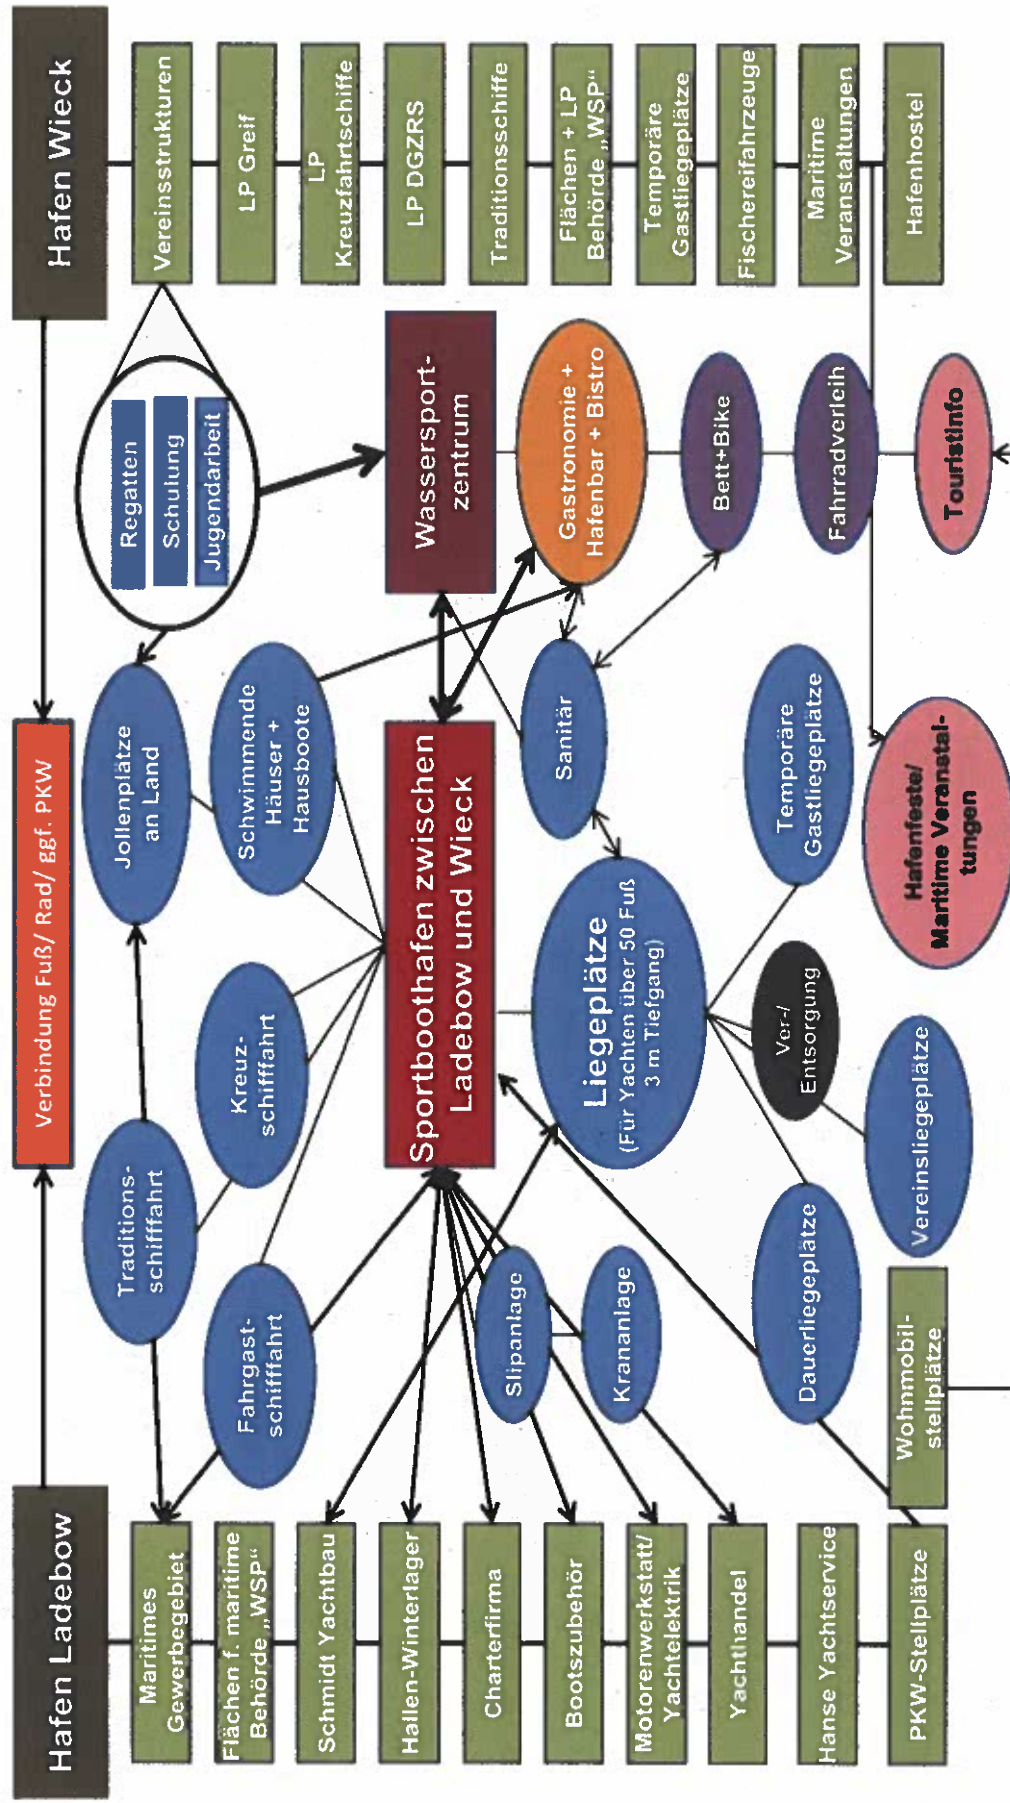 Hafen Ladebow
Verbindung Fuß/ Rad/ ggf. PKW
Hafen Wieck
Maritimes
Gewerbegebiet
Flächen f. maritime
Behörde „WSP“
Schmidt Yachtbau
Hallen-Winterlager
Charterfirma
Bootszubehör
Motorenwerkstatt/
Yachtelektrik
Yachthandel
Hanse Yachtservice
PKW-Stellplätze
Wohnmobil-
stellplätze
Traditions-
schifffahrt
Fahrgast-
schifffahrt
Kreuz-
schifffahrt
Jollenplätze
an Land
Schwimmende
Häuser +
Hausboote
Regatten
Schulung
Jugendarbeit
Sportboothafen zwischen
Ladebow und Wieck
Wassersport-
zentrum
Slipanlage
Krananlage
Liegeplätze
(Für Yachten über 50 Fuß
3 m Tiefgang)
Sanitär
Gastronomie +
Hafenbar + Bistro
Bett+Bike
Fahrradverleih
Touristinfo
Dauerliegeplätze
Ver-/
Entsorgung
Vereinsliegeplätze
Temporäre
Gastliegeplätze
Hafenfeste/
Maritime Veranstal-
tungen
Vereinsstrukturen
LP Greif
LP
Kreuzfahrtschiffe
LP DGZRS
Traditionsschiffe
Flächen + LP
Behörde „WSP“
Temporäre
Gastliegeplätze
Fischereifahrzeuge
Maritime
Veranstaltungen
Hafenhostel